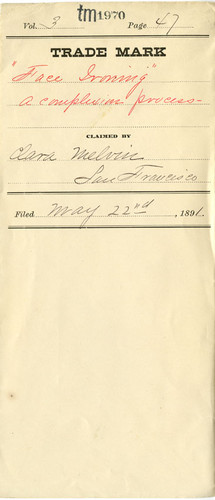 tm1970
Vol. 3 Page 47
TRADE MARK
"Face Ironing"
a complexion process-
CLAIMED BY
Clara Melvin
San Francisco
Filed May 22nd, 1891.